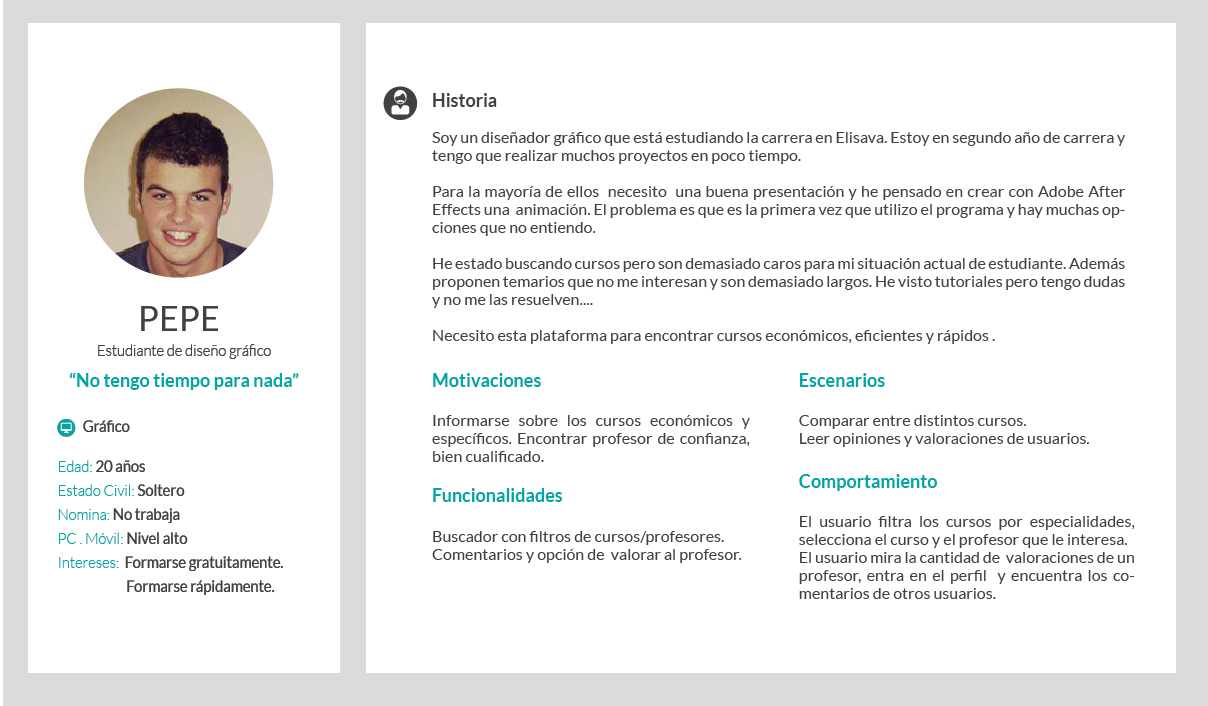 PEPE
Estudiante de diseño gráfico
“No tengo tiempo para nada”
Gráfico
Edad: 20 años
Estado Civil: Soltero
Nomina: No trabaja
PC . Móvil: Nivel alto
Intereses: Formarse gratuitamente.
Formarse rápidamente.
Historia
Soy un diseñador gráfico que está estudiando la carrera en Elisava. Estoy en segundo año de carrera y
tengo que realizar muchos proyectos en poco tiempo.
Para la mayoría de ellos necesito una buena presentación y he pensado en crear con Adobe After
Effects una animación. El problema es que es la primera vez que utilizo el programa y hay muchas op-
ciones que no entiendo.
He estado buscando cursos pero son demasiado caros para mi situación actual de estudiante. Además
proponen temarios que no me interesan y son demasiado largos. He visto tutoriales pero tengo dudas
y no me las resuelven....
Necesito esta plataforma para encontrar cursos económicos, eficientes y rápidos .
Motivaciones
Informarse sobre los cursos económicos y
específicos. Encontrar profesor de confianza,
bien cualificado.
Funcionalidades
Buscador con filtros de cursos/profesores.
Comentarios y opción de valorar al profesor.
Escenarios
Comparar entre distintos cursos.
Leer opiniones y valoraciones de usuarios.
Comportamiento
El usuario filtra los cursos por especialidades,
selecciona el curso y el profesor que le interesa.
El usuario mira la cantidad de valoraciones de un
profesor, entra en el perfil y encuentra los co-
mentarios de otros usuarios.